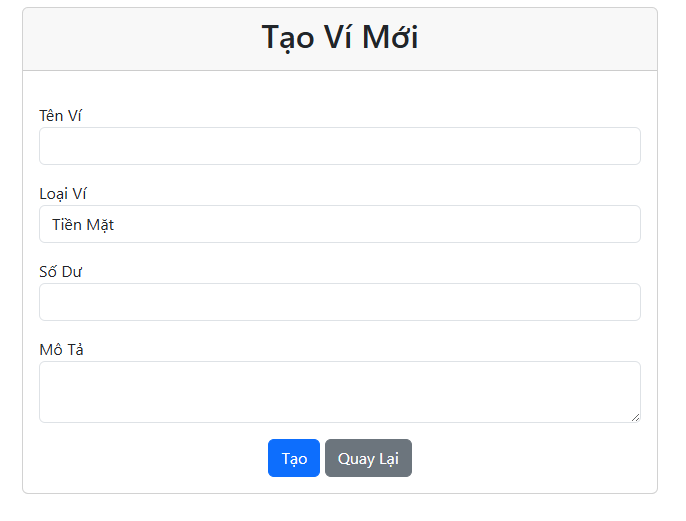 Tạo Ví Mới
Tên Ví
Loại Ví
Tiền Mặt
Số Dư
Mô Tả
Tạo Quay Lại